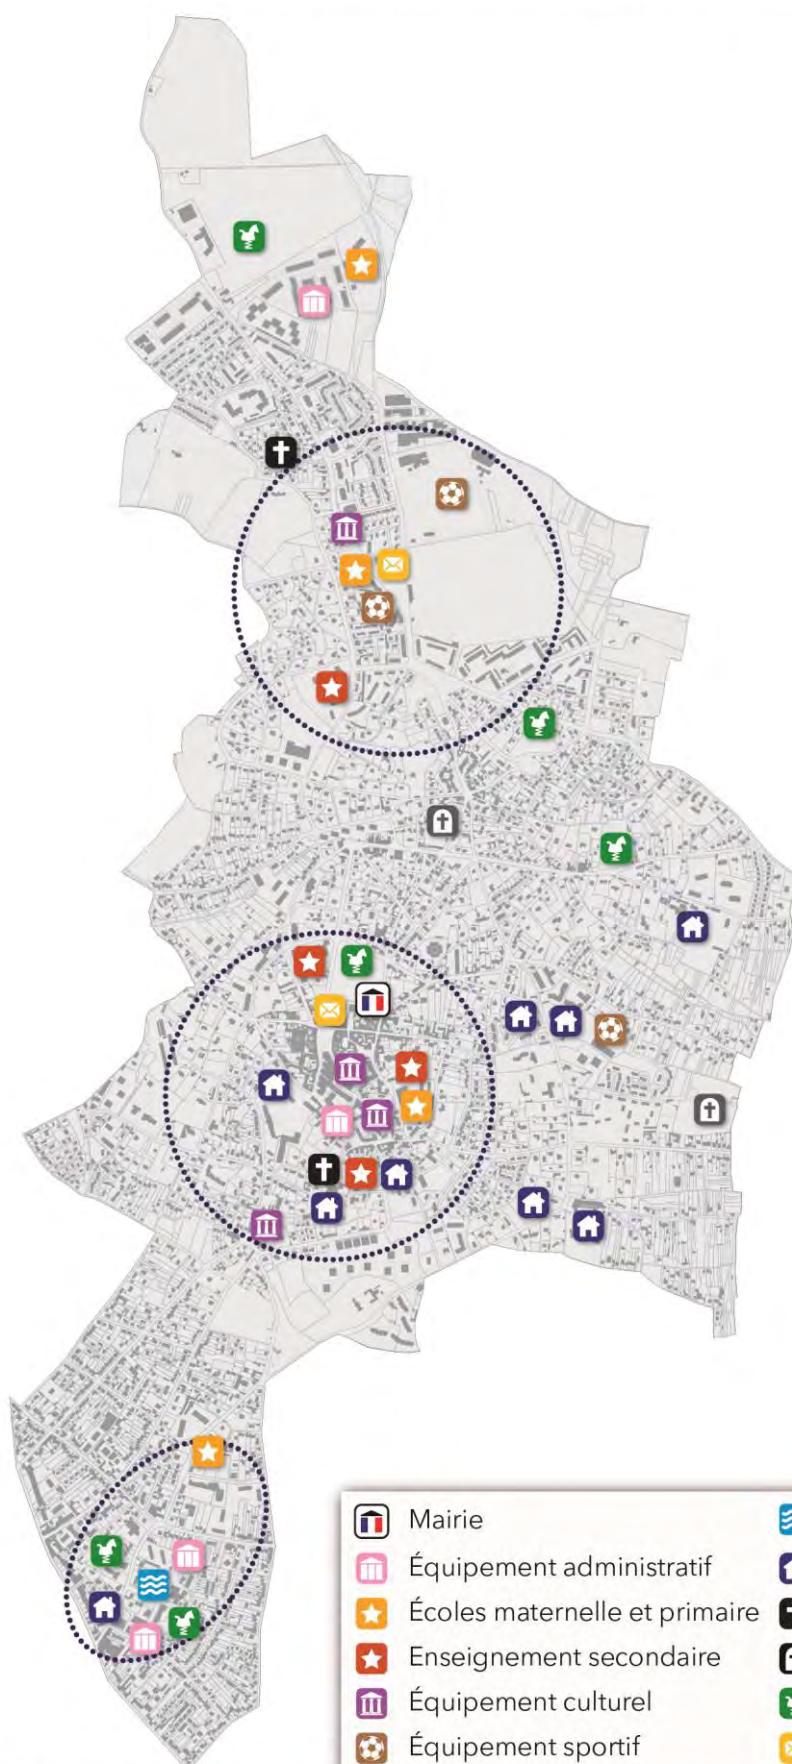 Mairie
Équipement administratif
Écoles maternelle et primaire
Enseignement secondaire
Équipement culturel
Équipement sportif